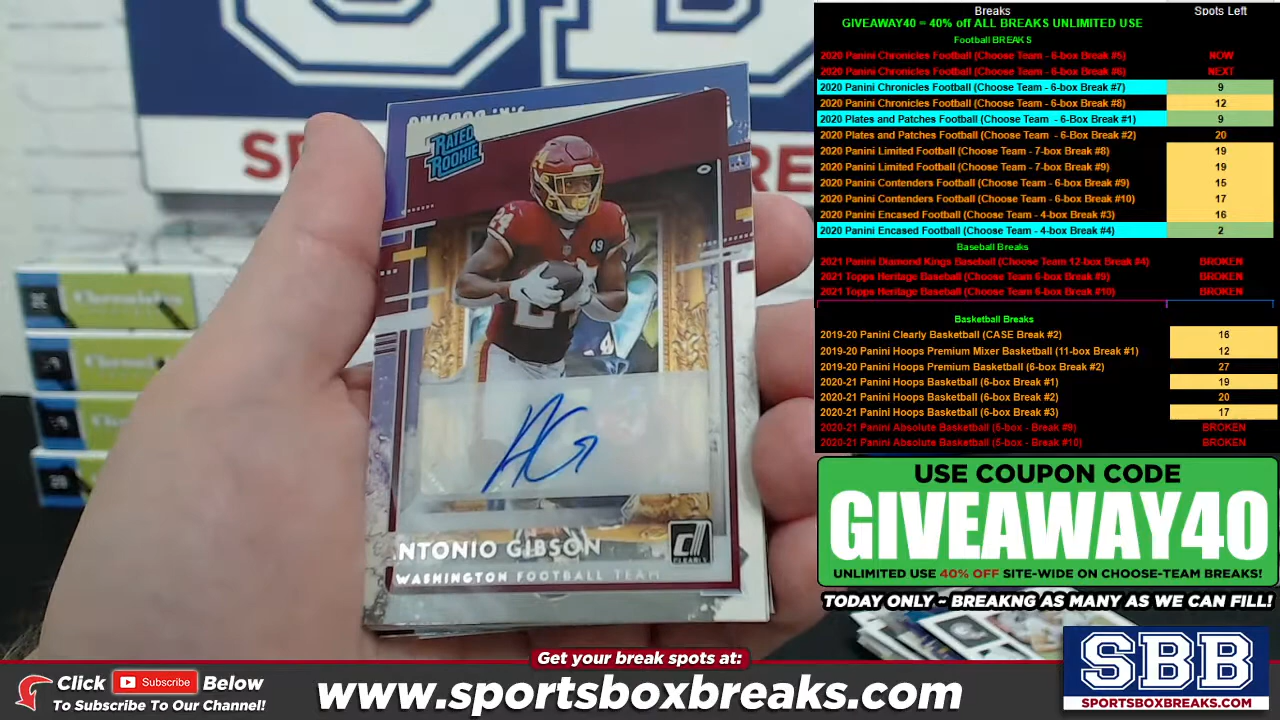 Breaks Spots Left
GIVEAWAY40 = 40% off ALL BREAKS UNLIMITED USE
Football BREAKS
2020 Panini Chronicles Football (Choose Team - 6-box Break #5) NOW
2020 Panini Chronicles Football (Choose Team - 6-box Break #6) NEXT
2020 Panini Chronicles Football (Choose Team - 6-box Break #7) 9
2020 Panini Chronicles Football (Choose Team - 6-box Break #8) 12
2020 Plates and Patches Football (Choose Team - 6-Box Break #1) 9
2020 Plates and Patches Football (Choose Team - 6-Box Break #2) 20
2020 Panini Limited Football (Choose Team - 7-box Break #8) 19
2020 Panini Limited Football (Choose Team - 7-box Break #9) 19
2020 Panini Contenders Football (Choose Team - 6-box Break #9) 15
2020 Panini Contenders Football (Choose Team - 6-box Break #10) 17
2020 Panini Encased Football (Choose Team - 4-box Break #3) 16
2020 Panini Encased Football (Choose Team - 4-box Break #4) 2
Baseball Breaks
2021 Panini Diamond Kings Baseball (Choose Team 12-box Break #4) BROKEN
2021 Topps Heritage Baseball (Choose Team 6-box Break #9) BROKEN
2021 Topps Heritage Baseball (Choose Team 6-box Break #10) BROKEN
Basketball Breaks
2019-20 Panini Clearly Basketball (CASE Break #2) 16
2019-20 Panini Hoops Premium Mixer Basketball (11-box Break #1) 12
2019-20 Panini Hoops Premium Basketball (6-box Break #2) 27
2020-21 Panini Hoops Basketball (6-box Break #1) 19
2020-21 Panini Hoops Basketball (6-box Break #2) 20
2020-21 Panini Hoops Basketball (6-box Break #3) 17
2020-21 Panini Absolute Basketball (5-box - Break #9) BROKEN
2020-21 Panini Absolute Basketball (5-box - Break #10) BROKEN
USE COUPON CODE
GIVEAWAY40
UNLIMITED USE 40% OFF SITE-WIDE ON CHOOSE-TEAM BREAKS!
TODAY ONLY ~ BREAKNG AS MANY AS WE CAN FILL!
RATED
ROOKIE
24
49
NTONIO GIBSON
WASHINGTON FOOTBALL TEAM
CLEARLY
Get your break spots at:
Click Subscribe Below
To Subscribe To Our Channel!
www.sportsboxbreaks.com
SBB
SPORTSBOXBREAKS.COM